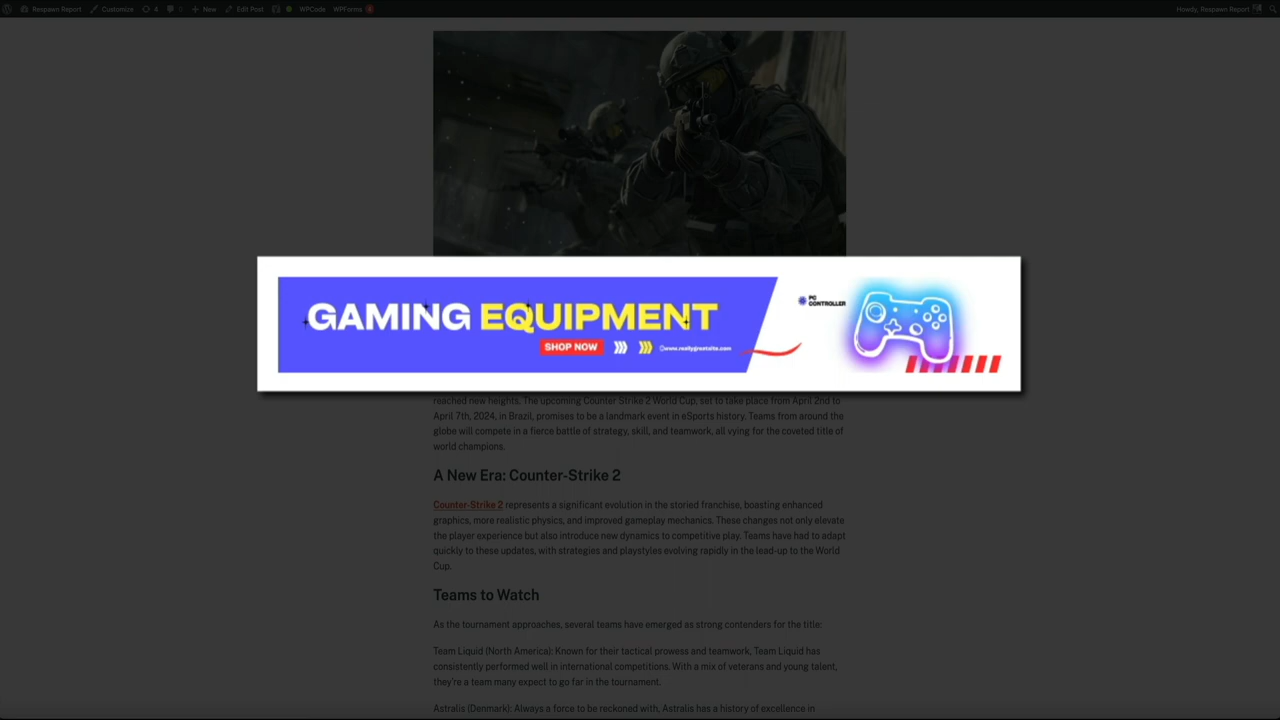 Respawn Report
Customize
4
New
Edit Post
WPCode
WPForms
4
Howdy, Respawn Report
GAMING EQUIPMENT
SHOP NOW
www.reallygreatsite.com
PC
CONTROLLER
reached new heights. The upcoming Counter Strike 2 World Cup, set to take place from April 2nd to
April 7th, 2024, in Brazil, promises to be a landmark event in eSports history. Teams from around the
globe will compete in a fierce battle of strategy, skill, and teamwork, all vying for the coveted title of
world champions.
A New Era: Counter-Strike 2
Counter-Strike 2 represents a significant evolution in the storied franchise, boasting enhanced
graphics, more realistic physics, and improved gameplay mechanics. These changes not only elevate
the player experience but also introduce new dynamics to competitive play. Teams have had to adapt
quickly to these updates, with strategies and playstyles evolving rapidly in the lead-up to the World
Cup.
Teams to Watch
As the tournament approaches, several teams have emerged as strong contenders for the title:
Team Liquid (North America): Known for their tactical prowess and teamwork, Team Liquid has
consistently performed well in international competitions. With a mix of veterans and young talent,
they're a team many expect to go far in the tournament.
Astralis (Denmark): Always a force to be reckoned with, Astralis has a history of excellence in